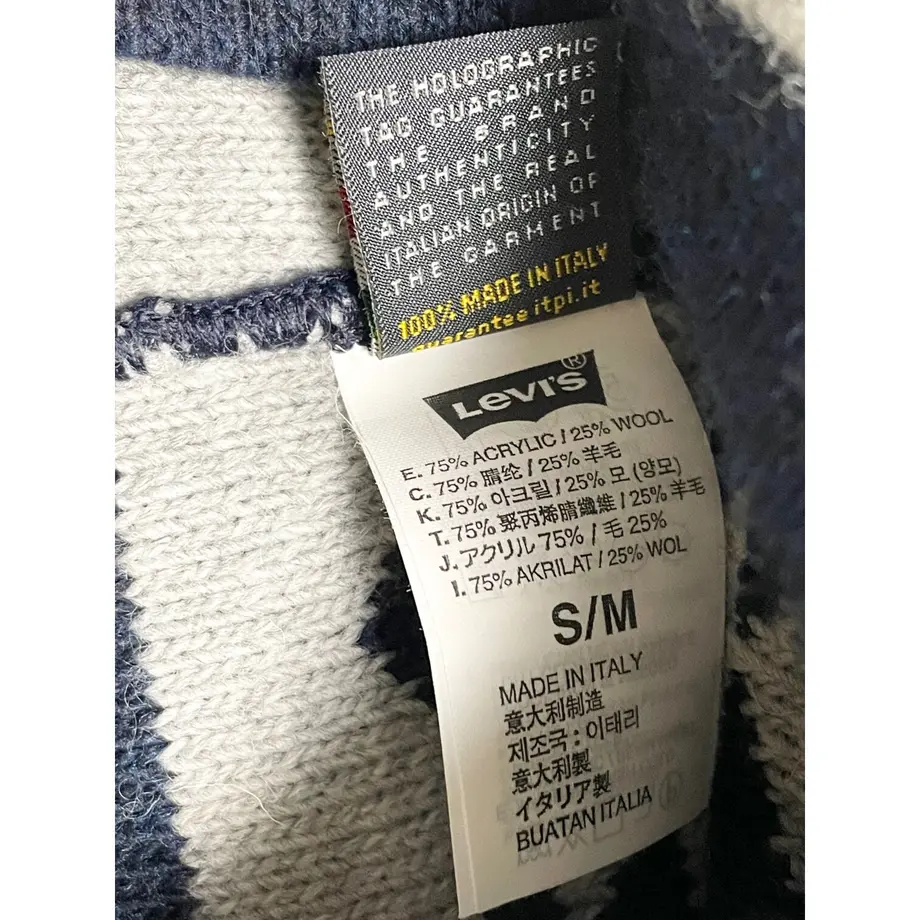 THE HOLOGRAPHIC
TAG GUARANTEES
THE BRAND
AUTHENTICITY
AND THE REAL
ITALIAN ORIGIN OF
THE GARMENT
100% MADE IN ITALY
guarantee itpi.it
LEVI'S®
E. 75% ACRYLIC / 25% WOOL
C. 75%腈纶 / 25% 羊毛
K. 75% 아크릴 / 25% 모 (양모)
T. 75% 聚丙烯腈纖維 / 25% 羊毛
J. アクリル 75% / 毛 25%
I. 75% AKRILAT / 25% WOL
S/M
MADE IN ITALY
意大利制造
제조국 : 이태리
意大利製
イタリア製
BUATAN ITALIA